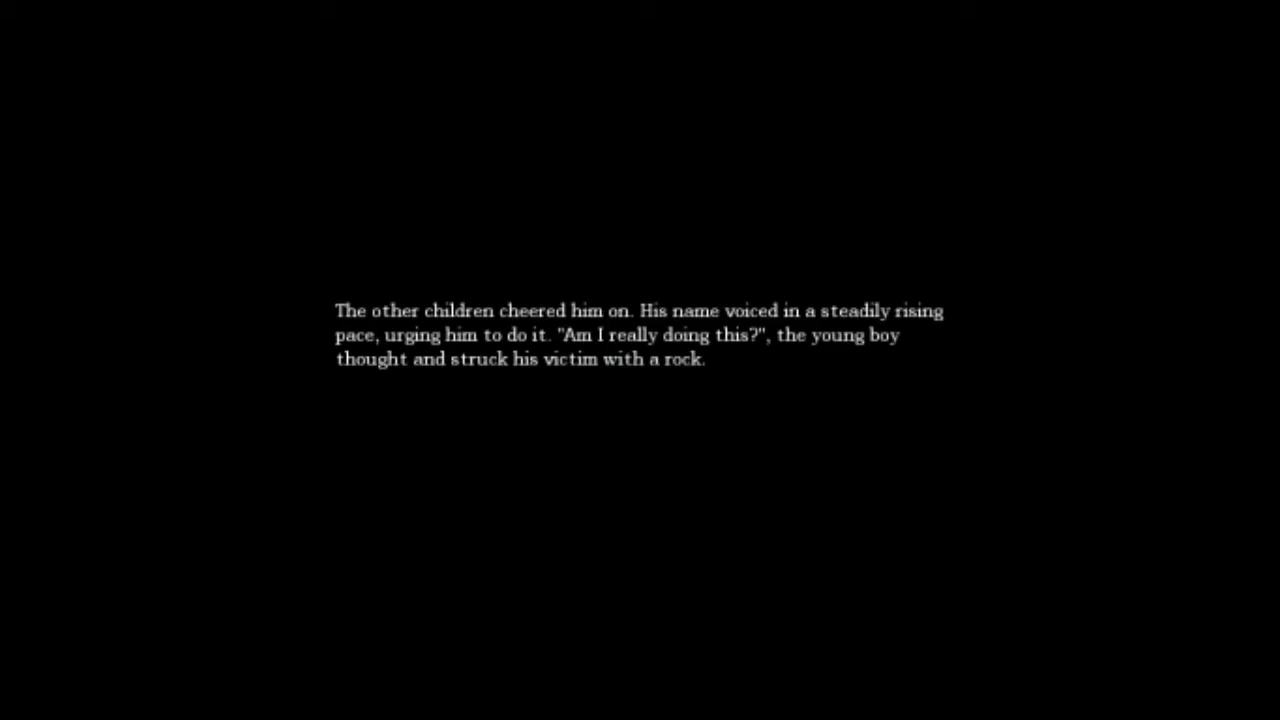 The other children cheered him on. His name voiced in a steadily rising
pace, urging him to do it. "Am I really doing this?", the young boy
thought and struck his victim with a rock.